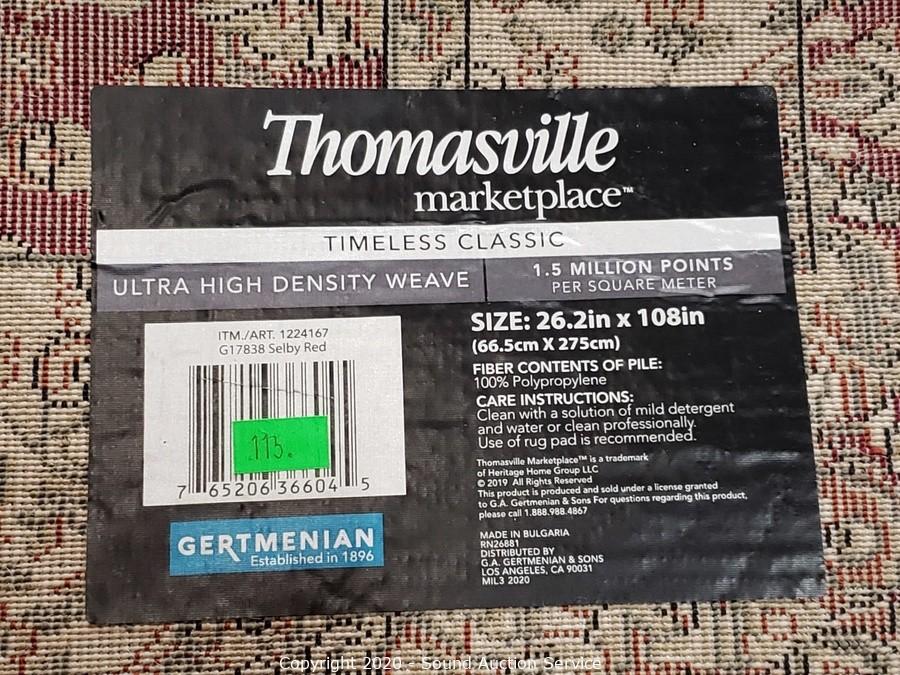 Thomasville
marketplace™
TIMELESS CLASSIC
ULTRA HIGH DENSITY WEAVE
1.5 MILLION POINTS
PER SQUARE METER
ITM./ART. 1224167
G17838 Selby Red
113.
7 65206 36604 5
GERTMENIAN
Established in 1896
SIZE: 26.2in x 108in
(66.5cm X 275cm)
FIBER CONTENTS OF PILE:
100% Polypropylene
CARE INSTRUCTIONS:
Clean with a solution of mild detergent
and water or clean professionally.
Use of rug pad is recommended.
Thomasville Marketplace™ is a trademark
of Heritage Home Group LLC
© 2019 All Rights Reserved
This product is produced and sold under a license granted
to G.A. Gertmenian & Sons For questions regarding this product,
please call 1.888.988.4867
MADE IN BULGARIA
RN26881
DISTRIBUTED BY
G.A. GERTMENIAN & SONS
LOS ANGELES, CA 90031
MIL3 2020
Copyright 2020 - Sound Auction Service